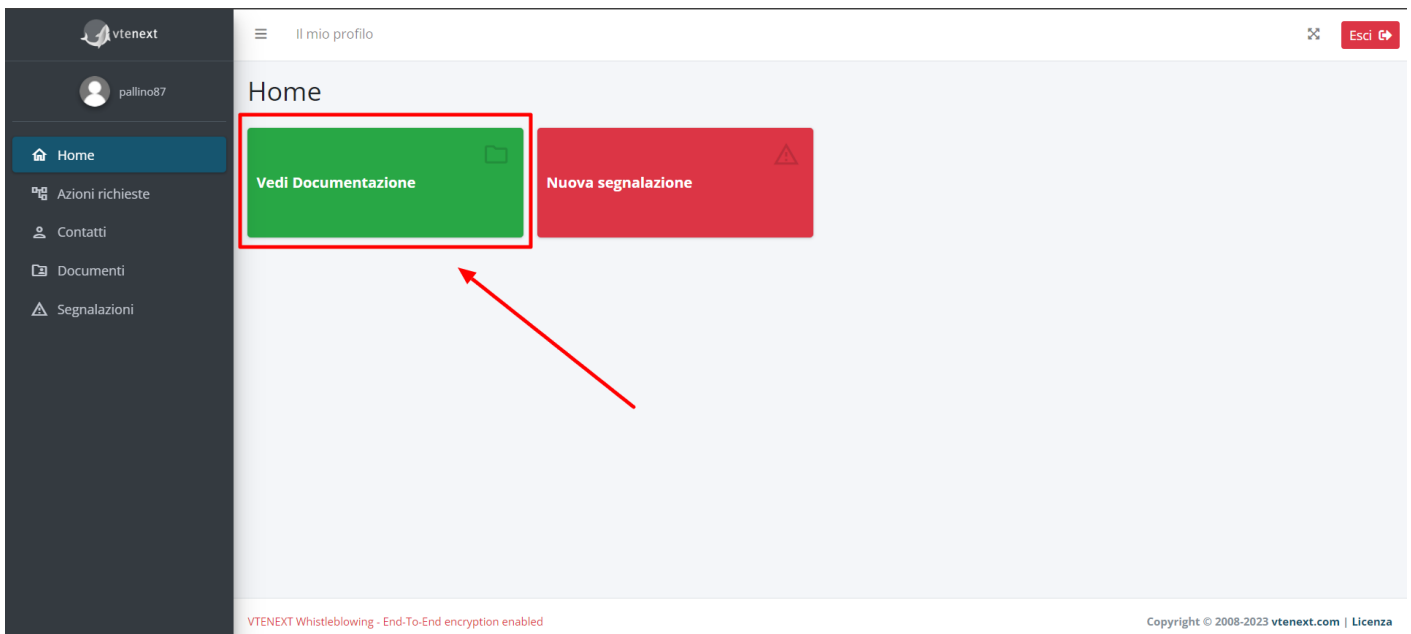 vtenext
Il mio profilo
Esci
pallino87
Home
Home
Azioni richieste
Contatti
Documenti
Segnalazioni
Vedi Documentazione
Nuova segnalazione
VTENEXT Whistleblowing - End-To-End encryption enabled
Copyright © 2008-2023 vtenext.com | Licenza